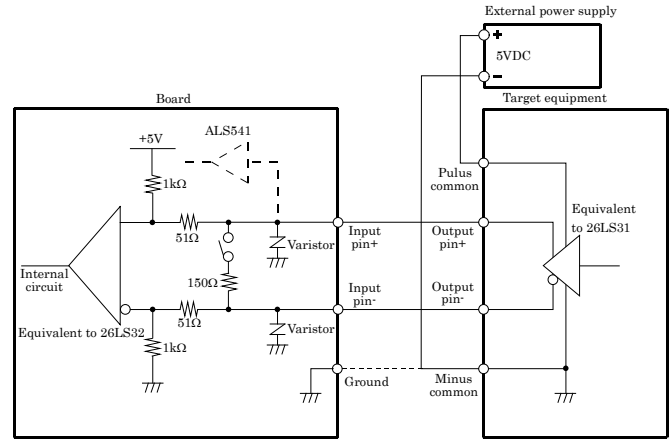 External power supply
+
5VDC
−
Board
Target equipment
ALS541
+5V
1kΩ
Pulus
common
Equivalent
to 26LS31
51Ω
Varistor
Input
pin+
Output
pin+
150Ω
Internal
circuit
Input
pin-
Output
pin-
Equivalent to 26LS32
51Ω
Varistor
1kΩ
Ground
Minus
common